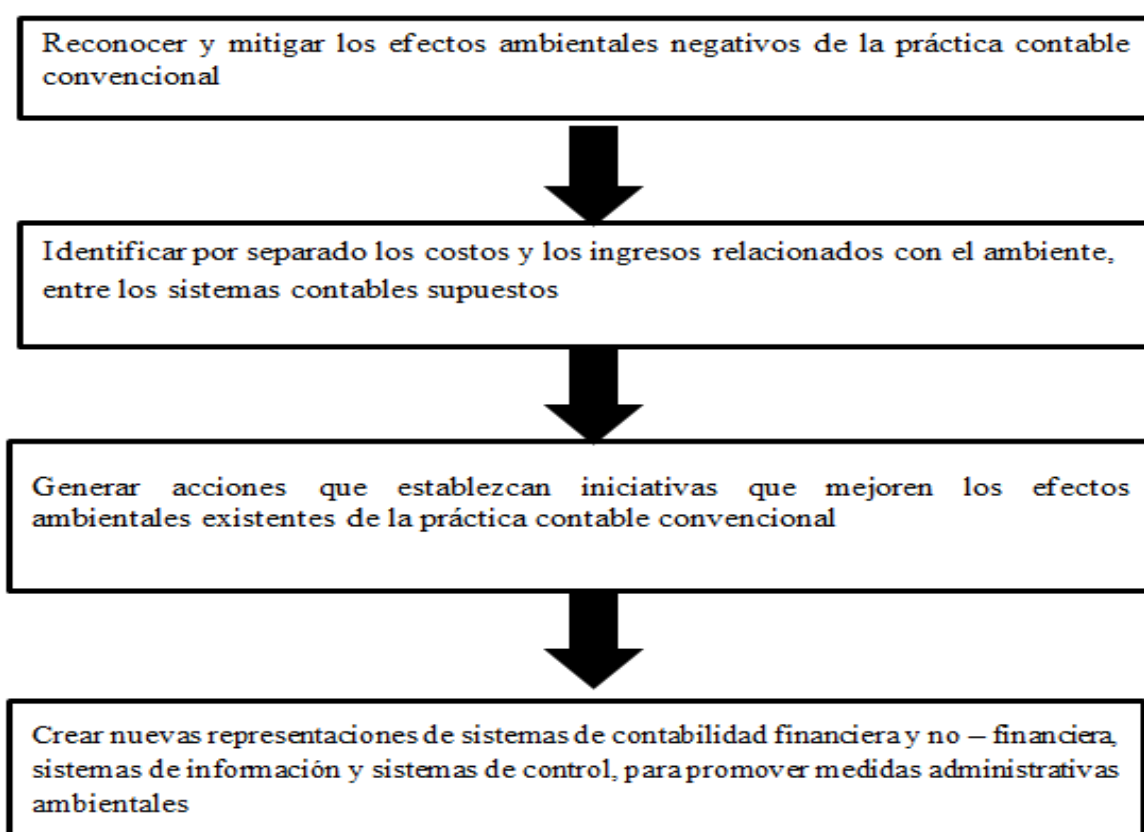 Reconocer y mitigar los efectos ambientales negativos de la práctica contable
convencional
Identificar por separado los costos y los ingresos relacionados con el ambiente,
entre los sistemas contables supuestos
Generar acciones que establezcan iniciativas que mejoren los efectos
ambientales existentes de la práctica contable convencional
Crear nuevas representaciones de sistemas de contabilidad financiera y no – financiera,
sistemas de información y sistemas de control, para promover medidas administrativas
ambientales